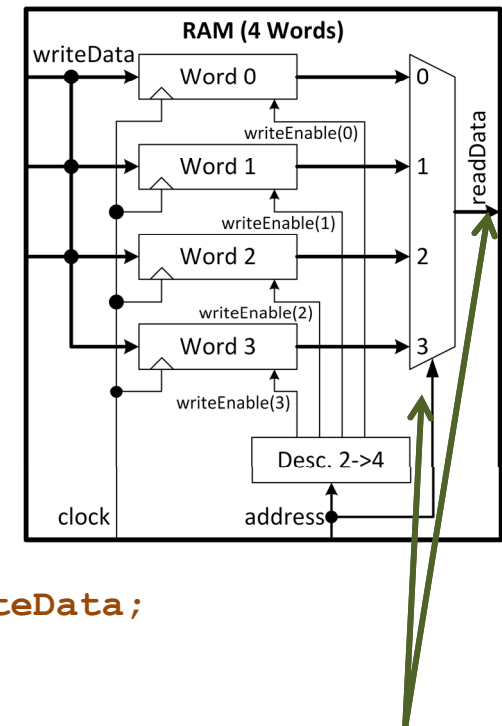 RAM (4 Words)
writeData
Word 0
0
writeEnable(0)
Word 1
1
readData
writeEnable(1)
Word 2
2
writeEnable(2)
Word 3
3
writeEnable(3)
Desc. 2->4
clock
address
teData;